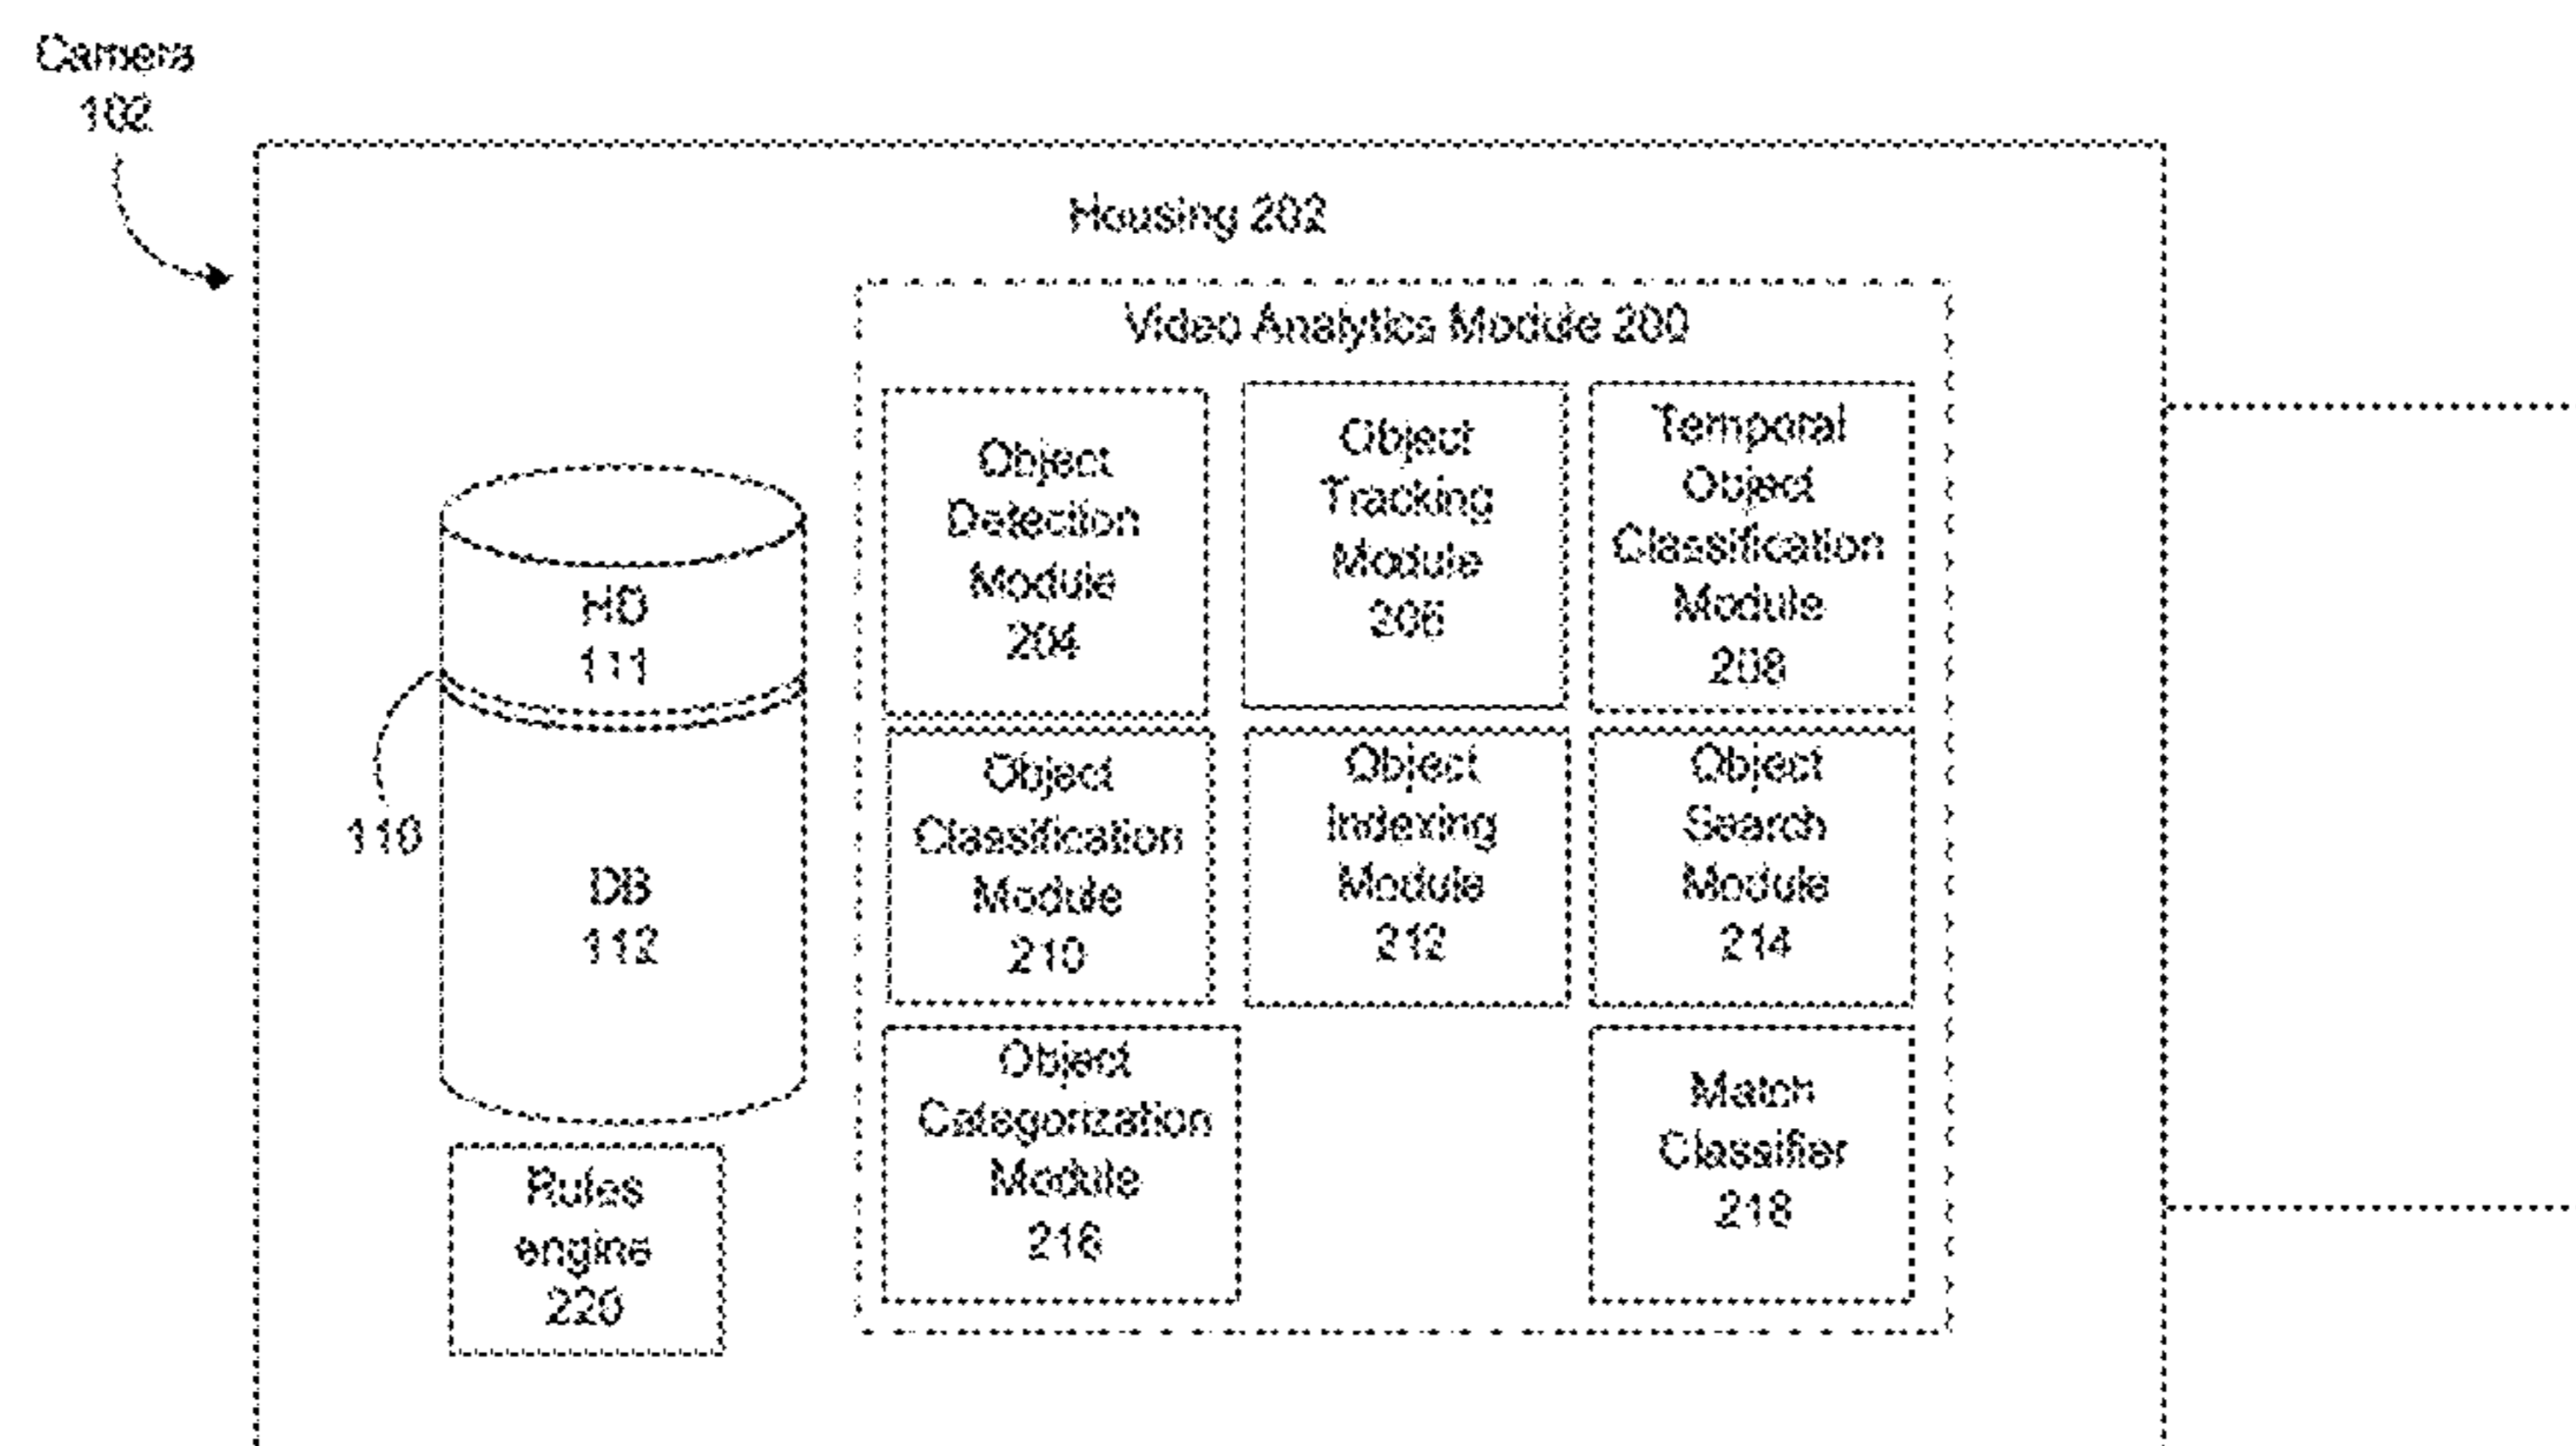 Camera
102
Housing 202
Video Analytics Module 200
Object
Detection
Module
204
Object
Tracking
Module
206
Temporal
Object
Classification
Module
208
HD
111
110
DB
112
Object
Classification
Module
210
Object
Indexing
Module
212
Object
Search
Module
214
Object
Categorization
Module
216
Match
Classifier
218
Rules
engine
220